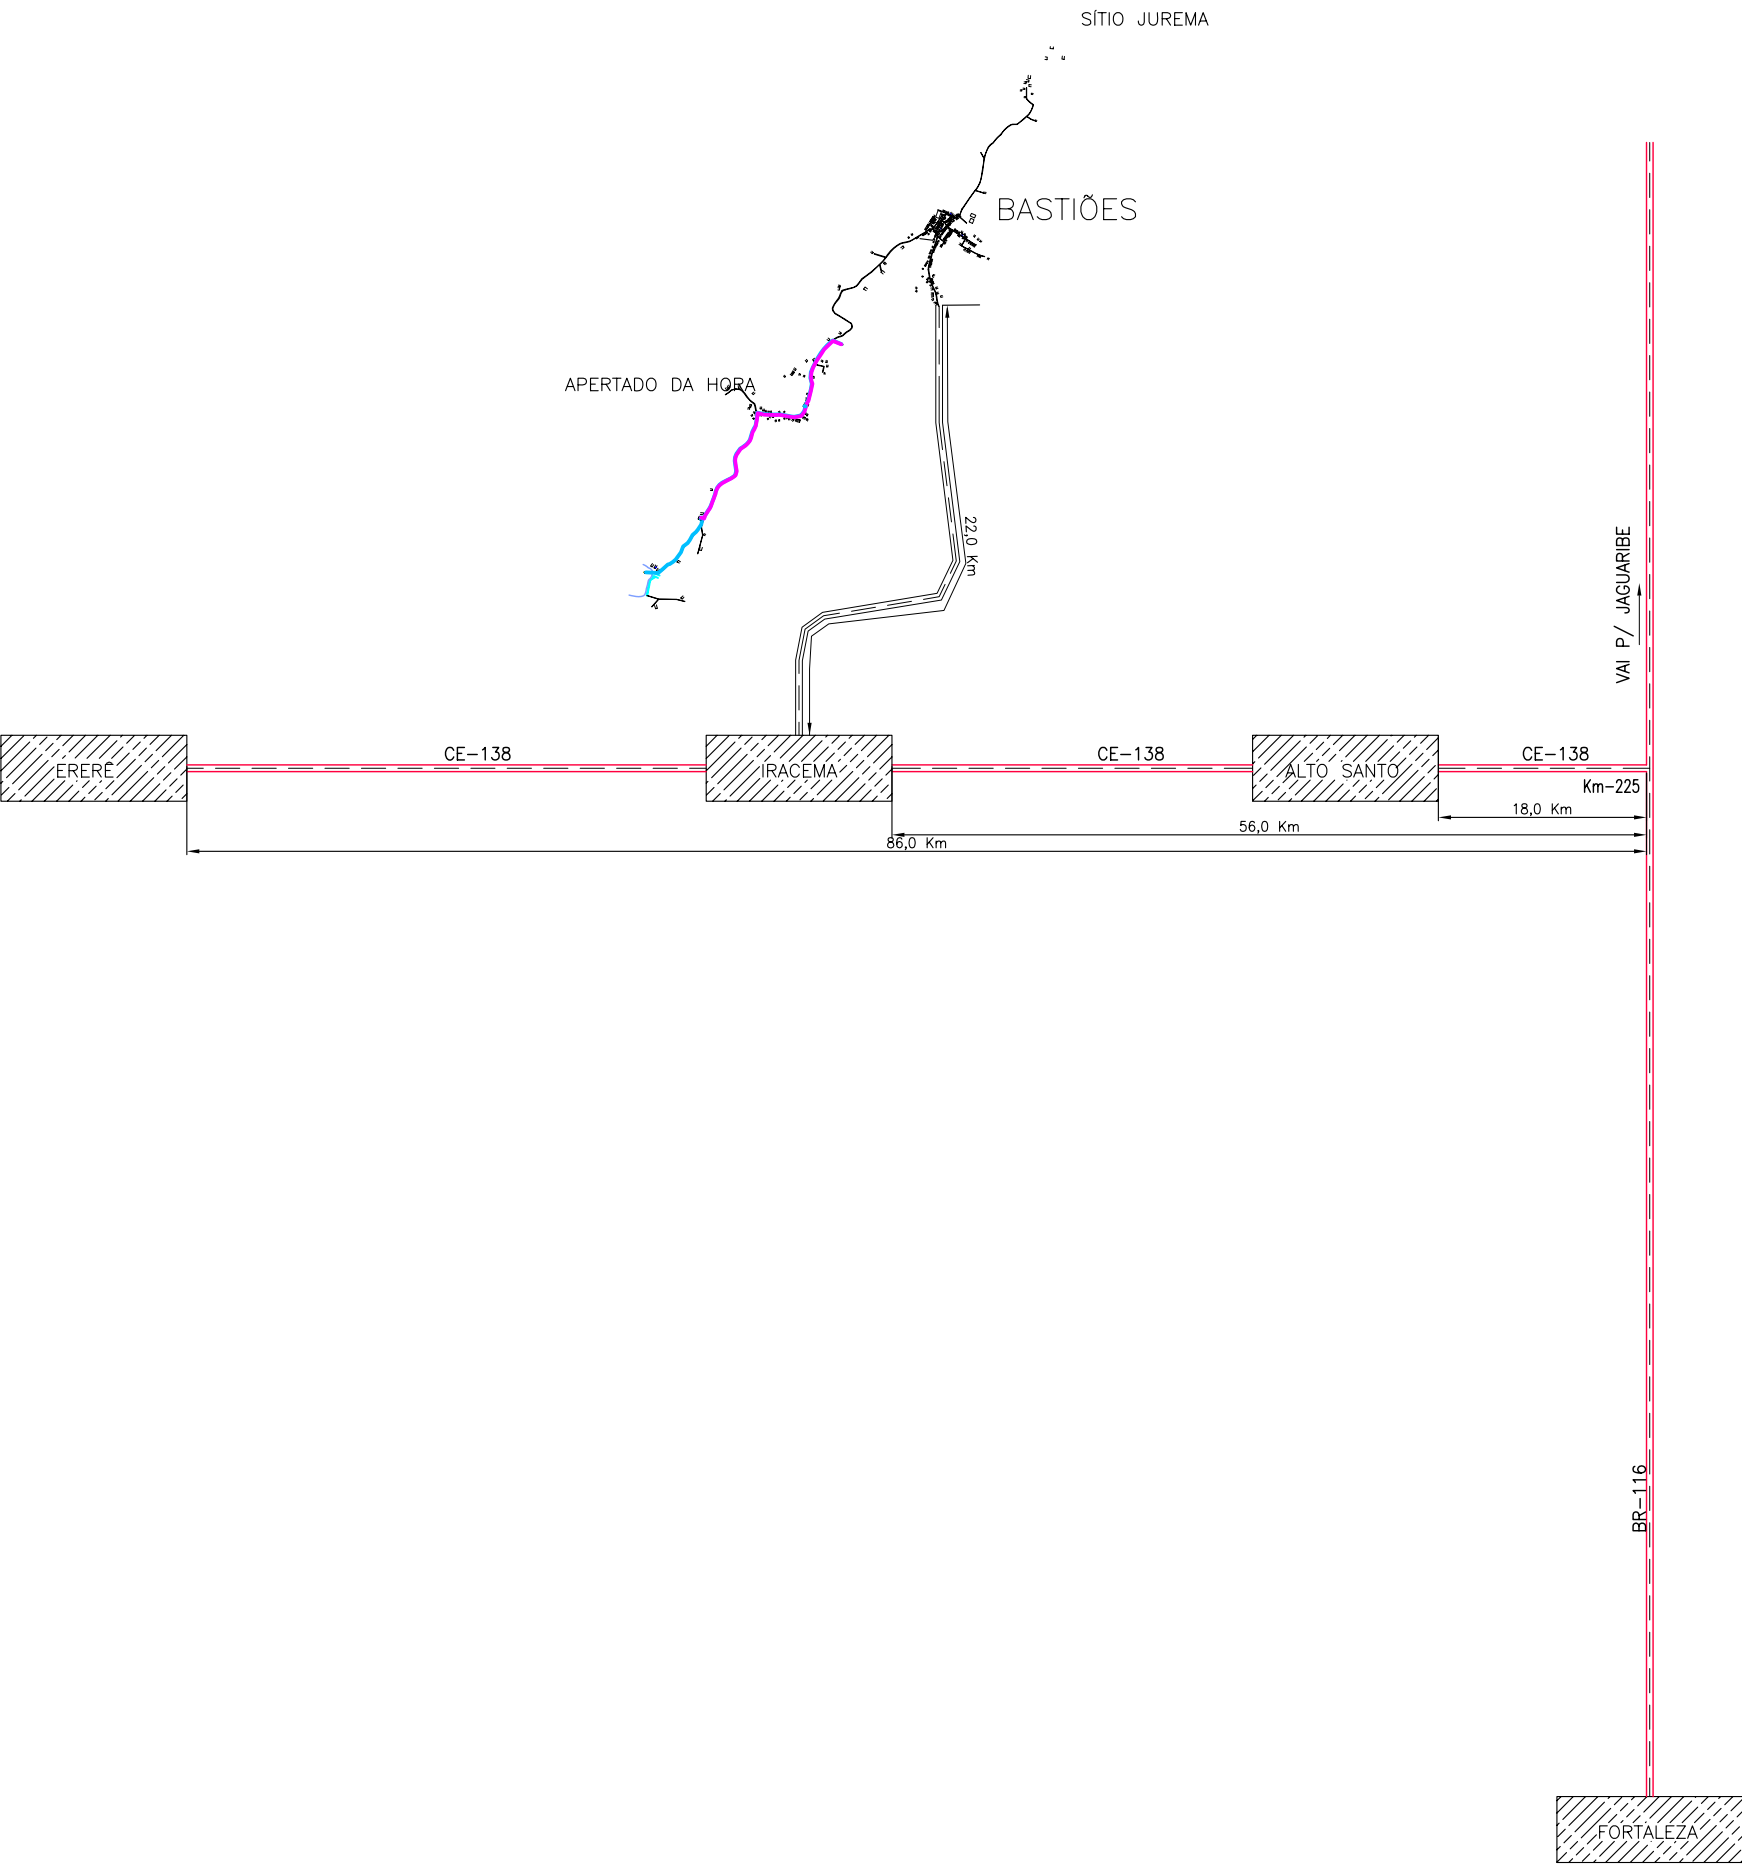 SÍTIO JUREMA
BASTIÕES
APERTADO DA HORA
22,0 Km
VAI P/ JAGUARIBE
CE-138
CE-138
CE-138
ERERÊ
IRACEMA
ALTO SANTO
Km-225
18,0 Km
56,0 Km
86,0 Km
BR-116
FORTALEZA